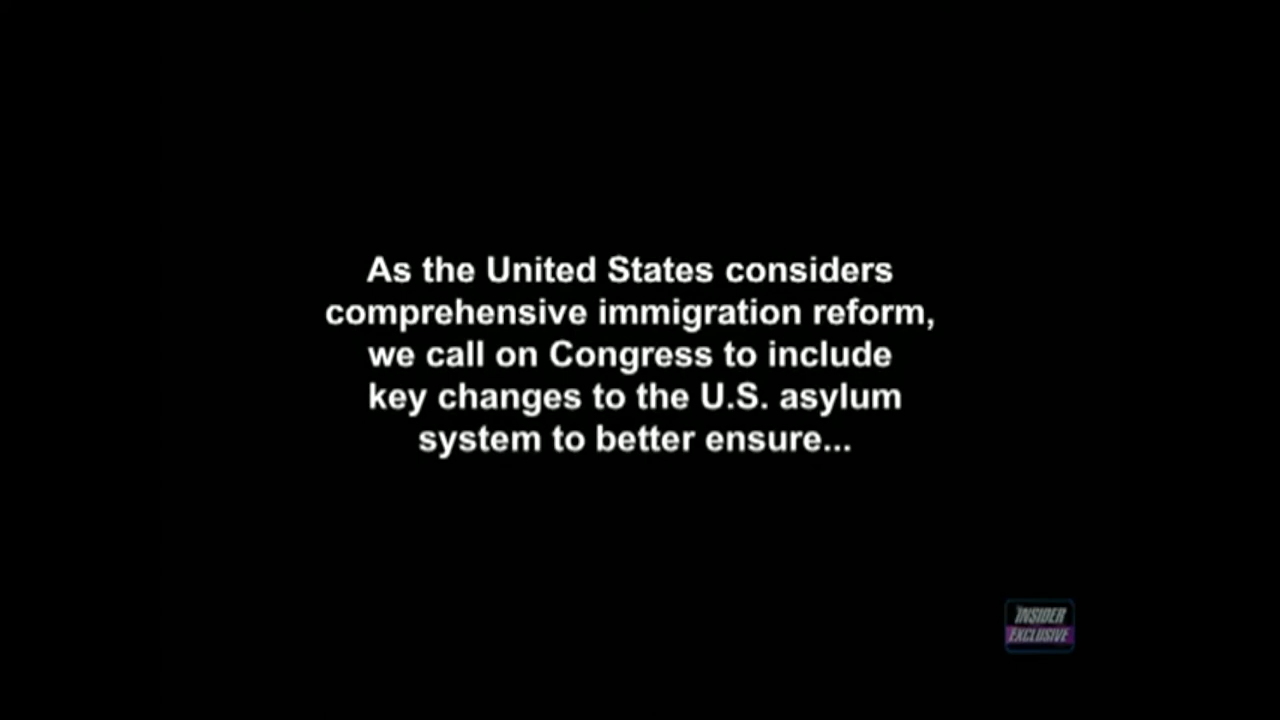 As the United States considers
comprehensive immigration reform,
we call on Congress to include
key changes to the U.S. asylum
system to better ensure...
INSIDER
EXCLUSIVE